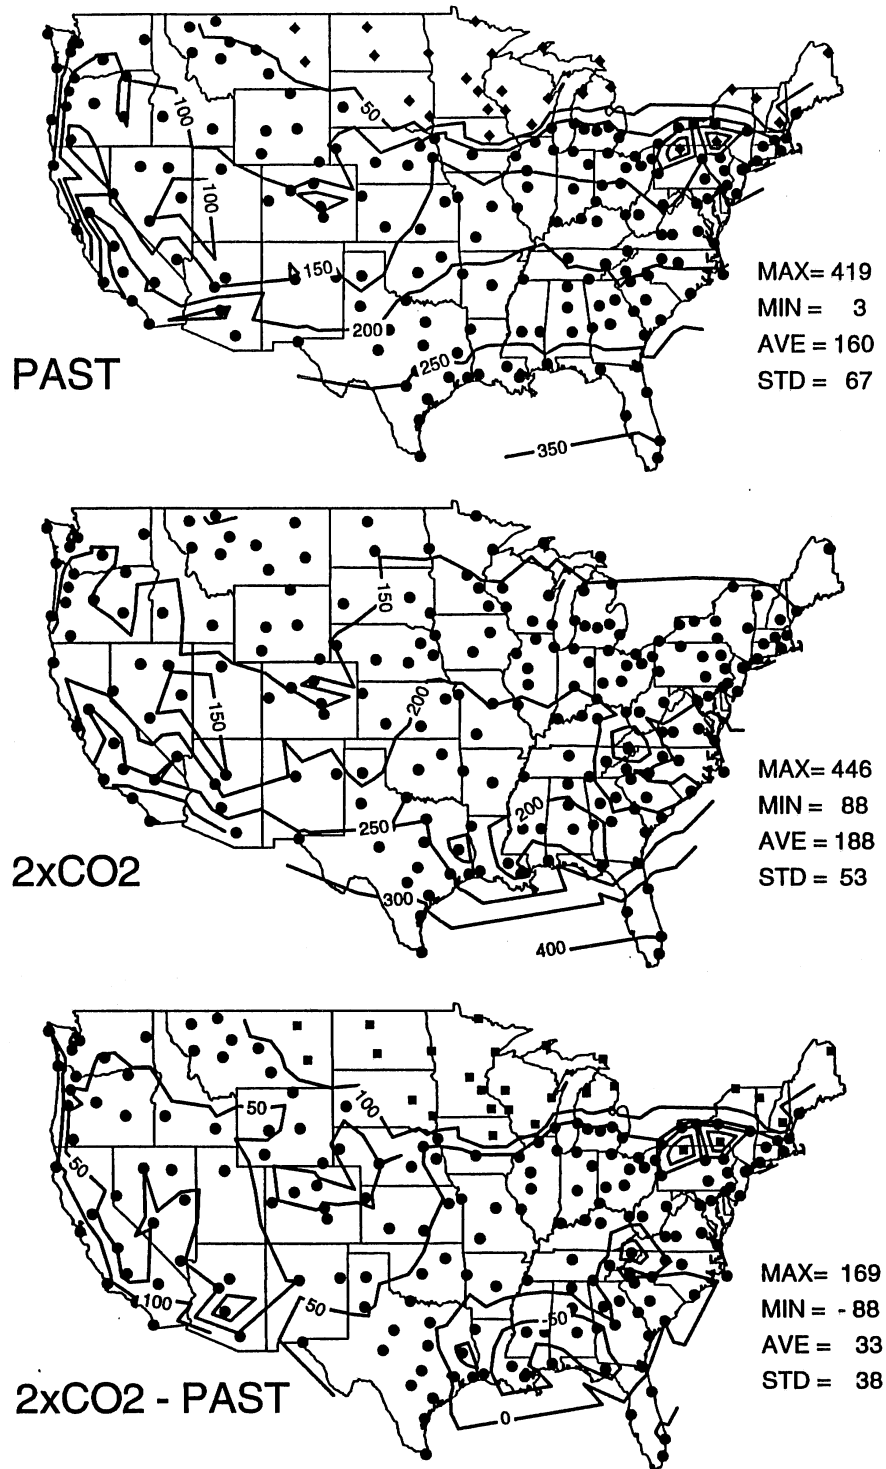 50
100
100
150
200
250
350
PAST
MAX= 419
MIN = 3
AVE = 160
STD = 67
150
200
150
200
250
300
400
2xCO2
MAX= 446
MIN = 88
AVE = 188
STD = 53
100
50
50
100
50
-50
0
2xCO2 - PAST
MAX= 169
MIN = - 88
AVE = 33
STD = 38